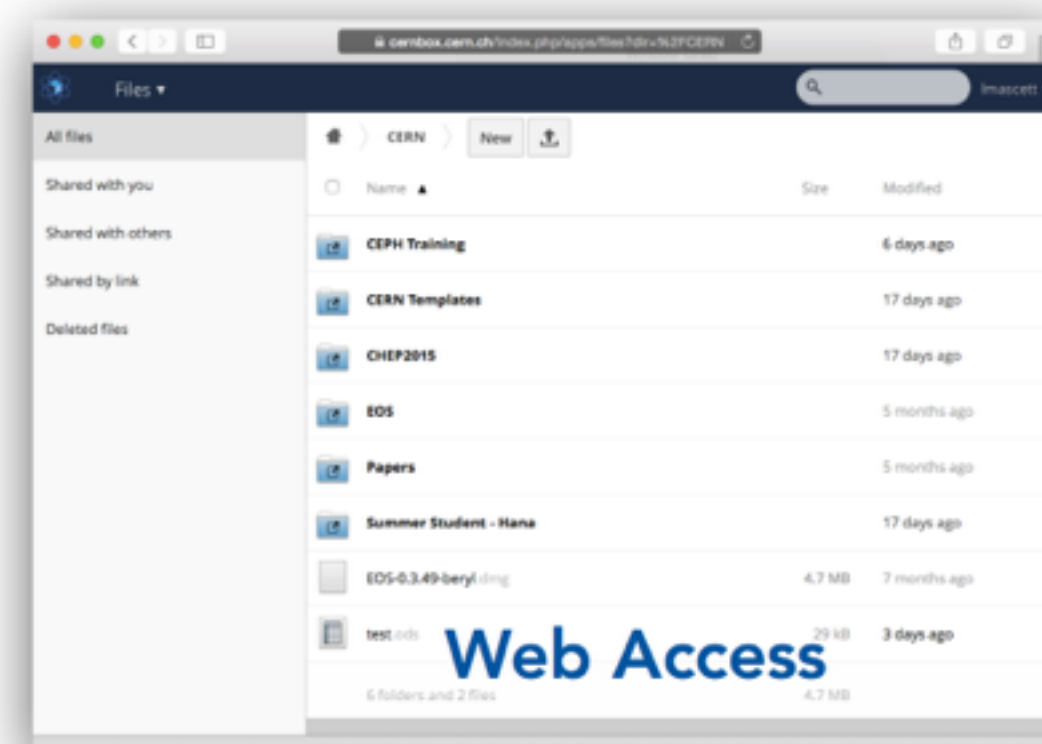 cernbox.cern.ch/index.php/apps/files?dir=%2FCERN
Files ▾ lmascett
All files
CERN New
Shared with you
Name ▲ Size Modified
Shared with others
CEPH Training 6 days ago
Shared by link
CERN Templates 17 days ago
Deleted files
CHEP2015 17 days ago
EOS 5 months ago
Papers 5 months ago
Summer Student - Hana 17 days ago
EOS-0.3.49-beryl.dmg 4.7 MB 7 months ago
test.ods 29 kB 3 days ago
Web Access
6 folders and 2 files 4.7 MB